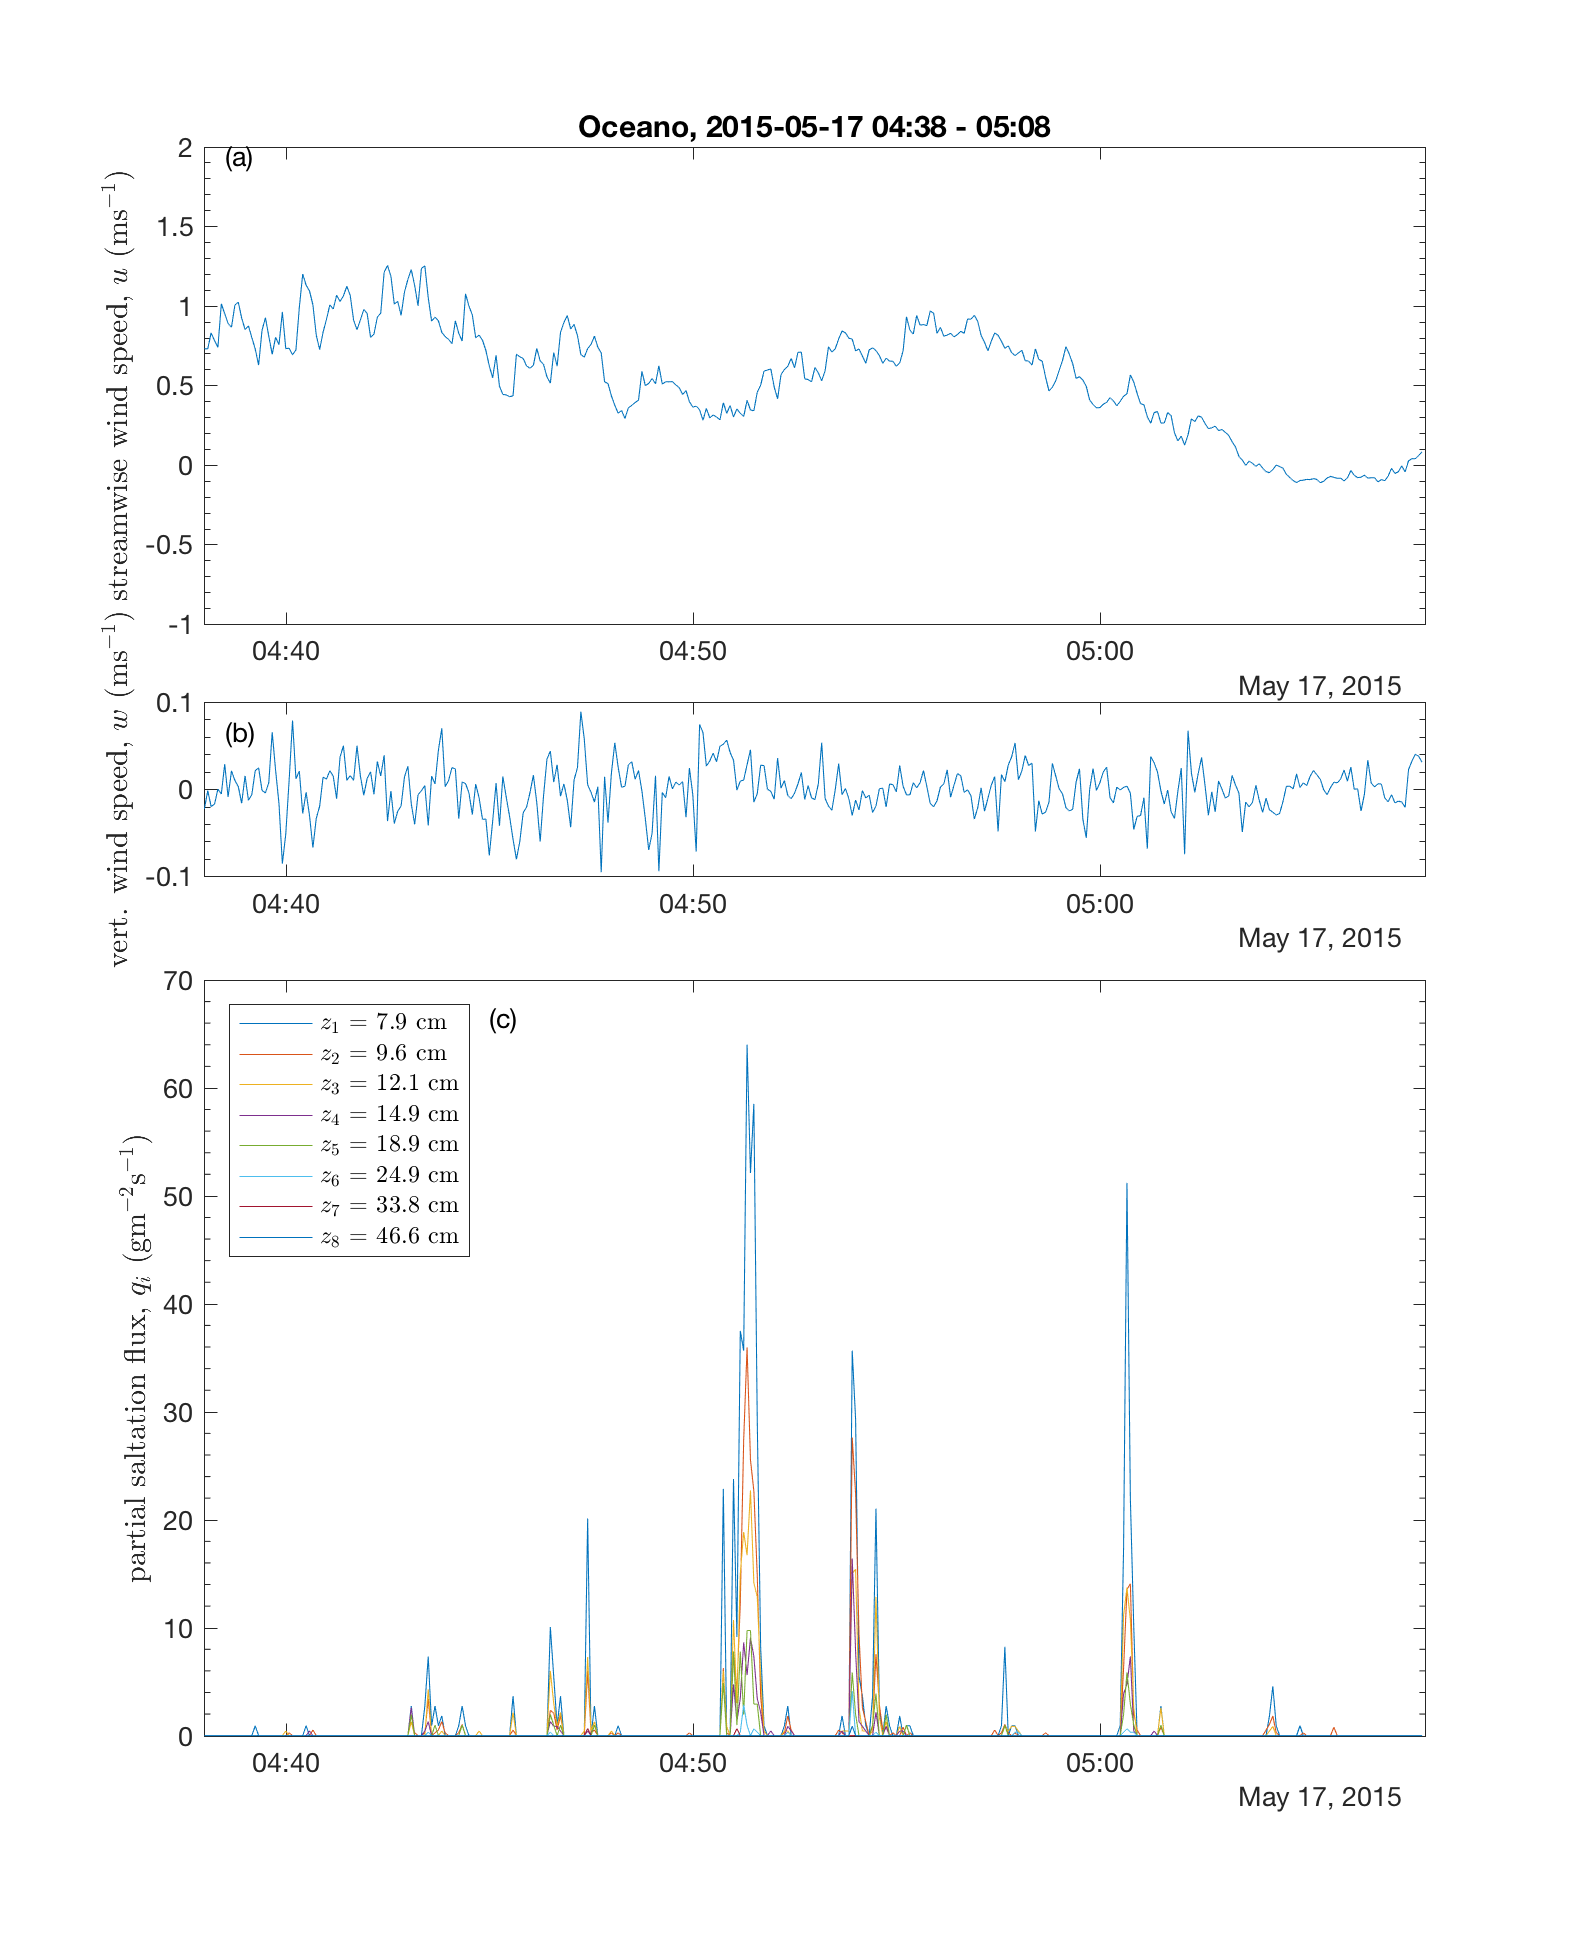 Oceano, 2015-05-17 04:38 - 05:08
(a)
streamwise wind speed, u (ms⁻¹)
2
1.5
1
0.5
0
-0.5
-1
04:40 04:50 05:00
May 17, 2015
(b)
vert. wind speed, w (ms⁻¹)
0.1
0
-0.1
04:40 04:50 05:00
May 17, 2015
(c)
partial saltation flux, qᵢ (gm⁻²s⁻¹)
70
60
50
40
30
20
10
0
z₁ = 7.9 cm
z₂ = 9.6 cm
z₃ = 12.1 cm
z₄ = 14.9 cm
z₅ = 18.9 cm
z₆ = 24.9 cm
z₇ = 33.8 cm
z₈ = 46.6 cm
04:40 04:50 05:00
May 17, 2015